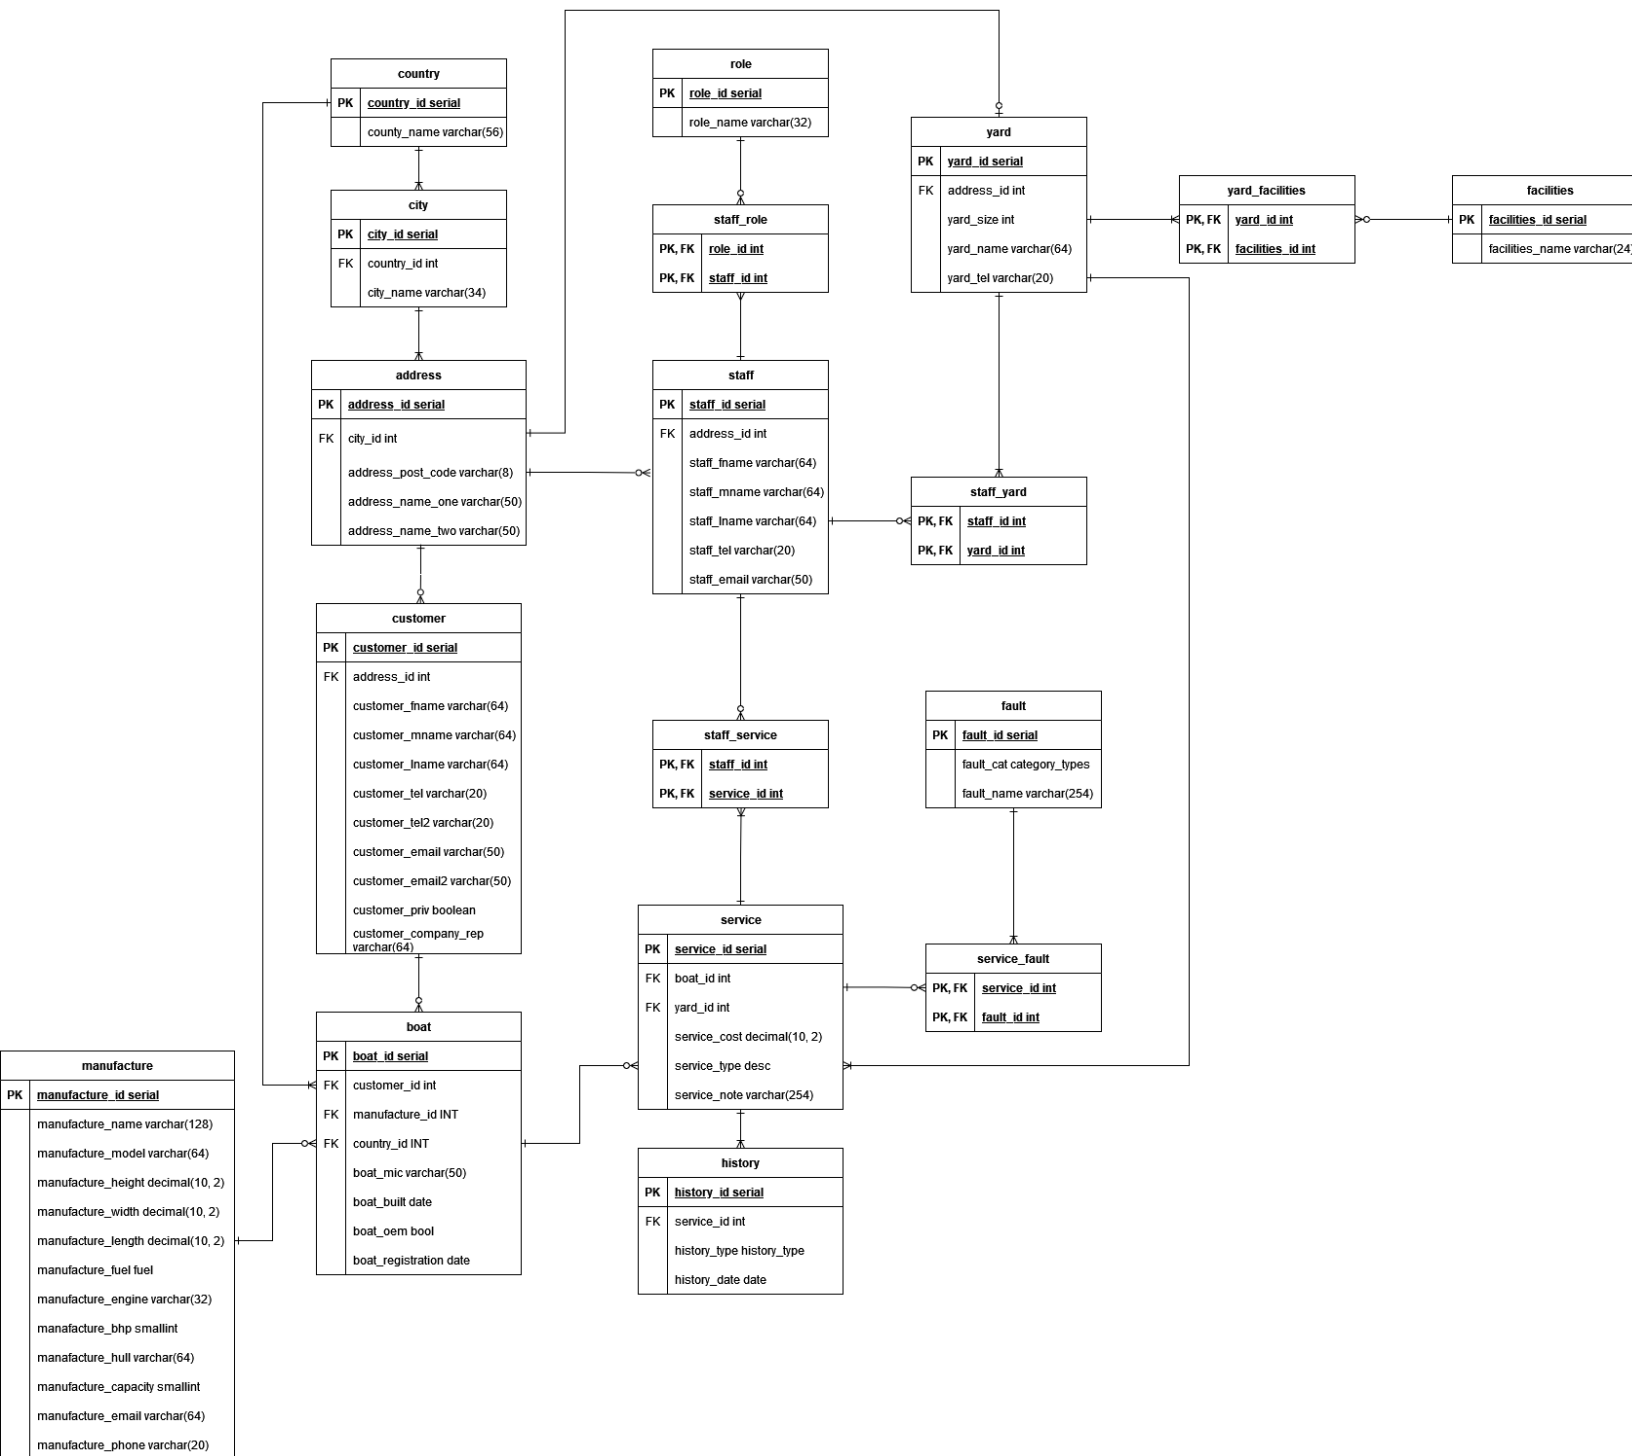 country
PK country_id serial
county_name varchar(56)
city
PK city_id serial
FK country_id int
city_name varchar(34)
address
PK address_id serial
FK city_id int
address_post_code varchar(8)
address_name_one varchar(50)
address_name_two varchar(50)
customer
PK customer_id serial
FK address_id int
customer_fname varchar(64)
customer_mname varchar(64)
customer_lname varchar(64)
customer_tel varchar(20)
customer_tel2 varchar(20)
customer_email varchar(50)
customer_email2 varchar(50)
customer_priv boolean
customer_company_rep
varchar(64)
boat
PK boat_id serial
FK customer_id int
FK manufacture_id INT
FK country_id INT
boat_mic varchar(50)
boat_built date
boat_oem bool
boat_registration date
manufacture
PK manufacture_id serial
manufacture_name varchar(128)
manufacture_model varchar(64)
manufacture_height decimal(10, 2)
manufacture_width decimal(10, 2)
manufacture_length decimal(10, 2)
manufacture_fuel fuel
manufacture_engine varchar(32)
manafacture_bhp smallint
manafacture_hull varchar(64)
manufacture_capacity smallint
manufacture_email varchar(64)
manufacture_phone varchar(20)
role
PK role_id serial
role_name varchar(32)
staff_role
PK, FK role_id int
PK, FK staff_id int
staff
PK staff_id serial
FK address_id int
staff_fname varchar(64)
staff_mname varchar(64)
staff_lname varchar(64)
staff_tel varchar(20)
staff_email varchar(50)
staff_service
PK, FK staff_id int
PK, FK service_id int
service
PK service_id serial
FK boat_id int
FK yard_id int
service_cost decimal(10, 2)
service_type desc
service_note varchar(254)
history
PK history_id serial
FK service_id int
history_type history_type
history_date date
yard
PK yard_id serial
FK address_id int
yard_size int
yard_name varchar(64)
yard_tel varchar(20)
staff_yard
PK, FK staff_id int
PK, FK yard_id int
fault
PK fault_id serial
fault_cat category_types
fault_name varchar(254)
service_fault
PK, FK service_id int
PK, FK fault_id int
yard_facilities
PK, FK yard_id int
PK, FK facilities_id int
facilities
PK facilities_id serial
facilities_name varchar(24)